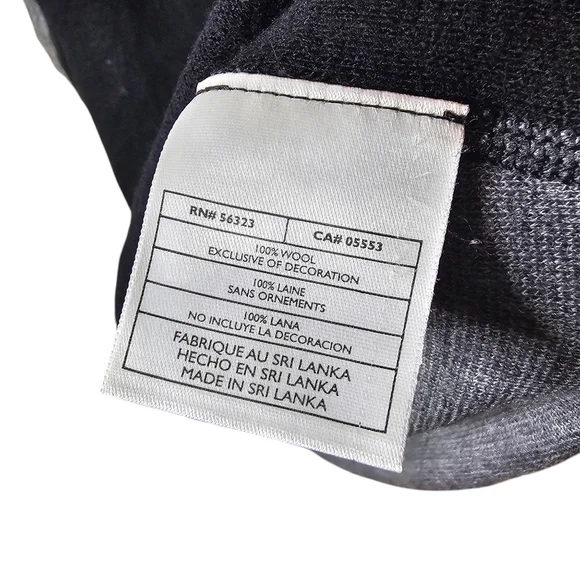 RN# 56323 CA# 05553
100% WOOL
EXCLUSIVE OF DECORATION
100% LAINE
SANS ORNEMENTS
100% LANA
NO INCLUYE LA DECORACION
FABRIQUE AU SRI LANKA
HECHO EN SRI LANKA
MADE IN SRI LANKA